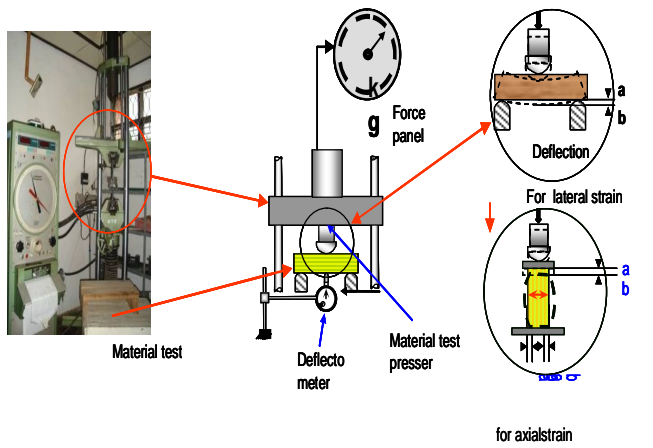 k
g
Force
panel
a
b
Deflection
For lateral strain
a
b
Material test
Deflecto
meter
Material test
presser
for axialstrain